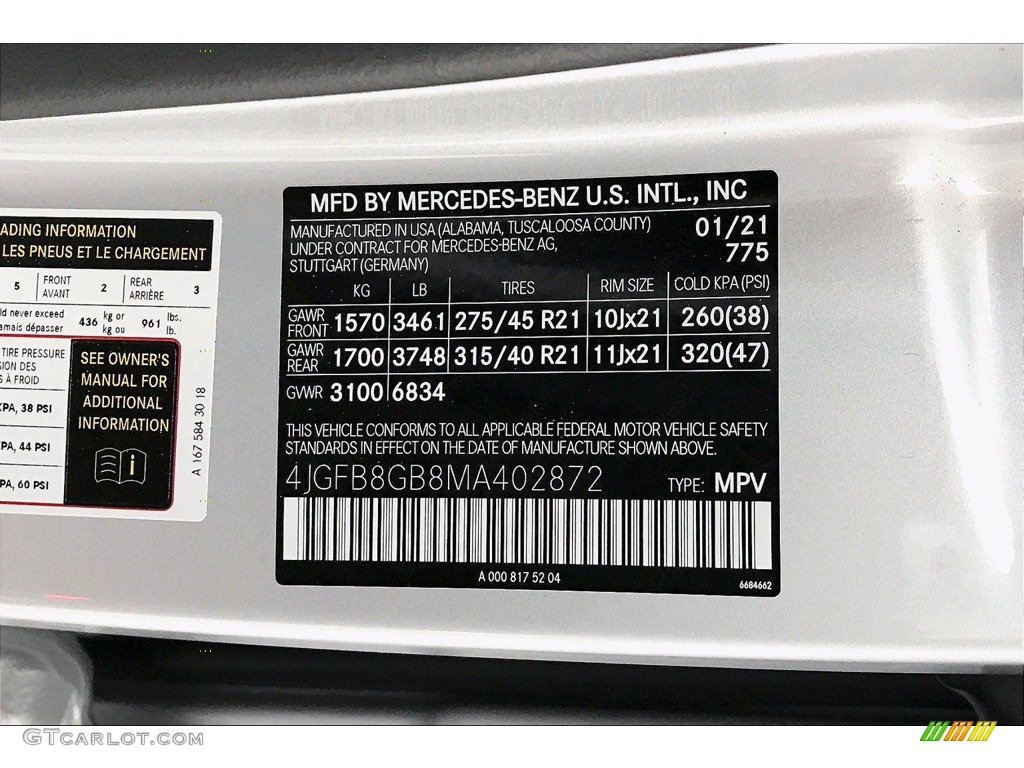 ADING INFORMATION
LES PNEUS ET LE CHARGEMENT
5 FRONT AVANT 2 REAR ARRIÈRE 3
ld never exceed
amais dépasser 436 kg or kg ou 961 lbs. lb.
TIRE PRESSURE
SION DES
S À FROID
KPA, 38 PSI
KPA, 44 PSI
KPA, 60 PSI
SEE OWNER'S
MANUAL FOR
ADDITIONAL
INFORMATION
A 167 584 30 18
MFD BY MERCEDES-BENZ U.S. INTL., INC
MANUFACTURED IN USA (ALABAMA, TUSCALOOSA COUNTY) 01/21
UNDER CONTRACT FOR MERCEDES-BENZ AG, 775
STUTTGART (GERMANY)
KG LB TIRES RIM SIZE COLD KPA (PSI)
GAWR FRONT 1570 3461 275/45 R21 10Jx21 260(38)
GAWR REAR 1700 3748 315/40 R21 11Jx21 320(47)
GVWR 3100 6834
THIS VEHICLE CONFORMS TO ALL APPLICABLE FEDERAL MOTOR VEHICLE SAFETY
STANDARDS IN EFFECT ON THE DATE OF MANUFACTURE SHOWN ABOVE.
4JGFB8GB8MA402872 TYPE: MPV
A 000 817 52 04
6684662
GTcarlot.com